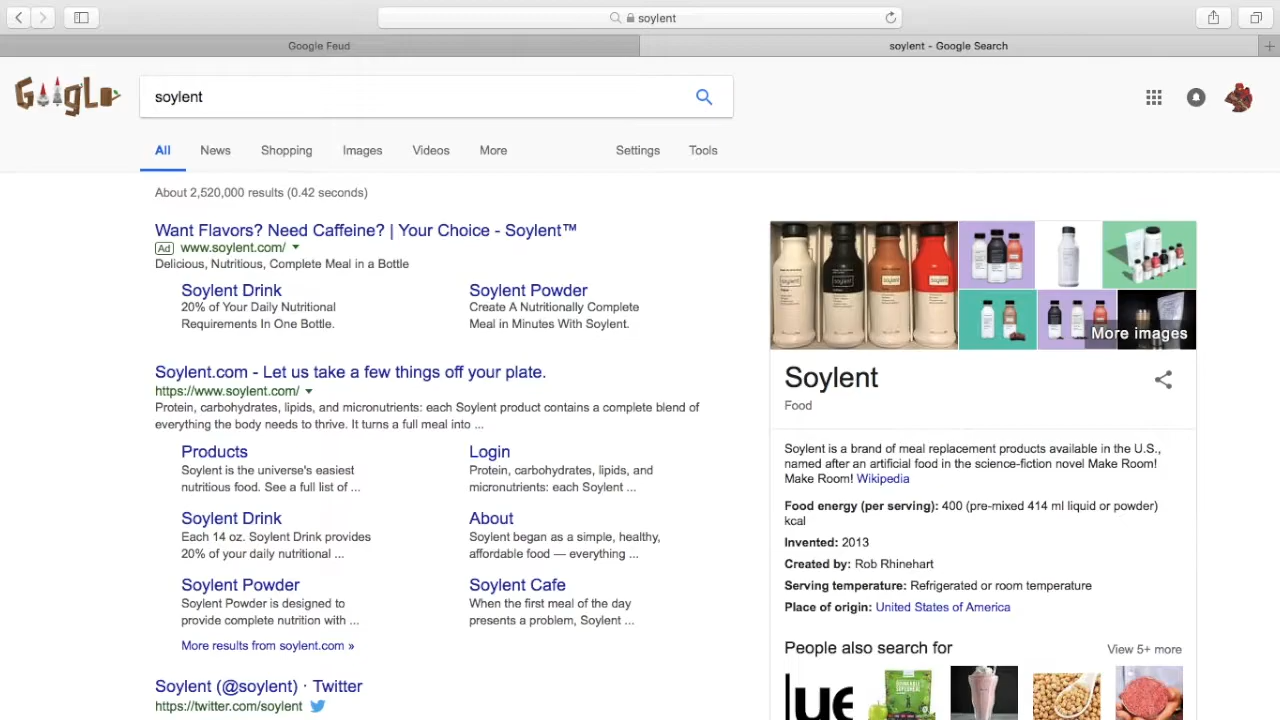 soylent
Google Feud
soylent - Google Search
soylent
All
News
Shopping
Images
Videos
More
Settings
Tools
About 2,520,000 results (0.42 seconds)
Want Flavors? Need Caffeine? | Your Choice - Soylent™
Ad www.soylent.com/
Delicious, Nutritious, Complete Meal in a Bottle
Soylent Drink
20% of Your Daily Nutritional
Requirements In One Bottle.
Soylent Powder
Create A Nutritionally Complete
Meal in Minutes With Soylent.
Soylent.com - Let us take a few things off your plate.
https://www.soylent.com/
Protein, carbohydrates, lipids, and micronutrients: each Soylent product contains a complete blend of
everything the body needs to thrive. It turns a full meal into ...
Products
Soylent is the universe's easiest
nutritious food. See a full list of ...
Login
Protein, carbohydrates, lipids, and
micronutrients: each Soylent ...
Soylent Drink
Each 14 oz. Soylent Drink provides
20% of your daily nutritional ...
About
Soylent began as a simple, healthy,
affordable food — everything ...
Soylent Powder
Soylent Powder is designed to
provide complete nutrition with ...
Soylent Cafe
When the first meal of the day
presents a problem, Soylent ...
More results from soylent.com »
Soylent (@soylent) · Twitter
https://twitter.com/soylent
More images
Soylent
Food
Soylent is a brand of meal replacement products available in the U.S.,
named after an artificial food in the science-fiction novel Make Room!
Make Room! Wikipedia
Food energy (per serving): 400 (pre-mixed 414 ml liquid or powder)
kcal
Invented: 2013
Created by: Rob Rhinehart
Serving temperature: Refrigerated or room temperature
Place of origin: United States of America
People also search for
View 5+ more